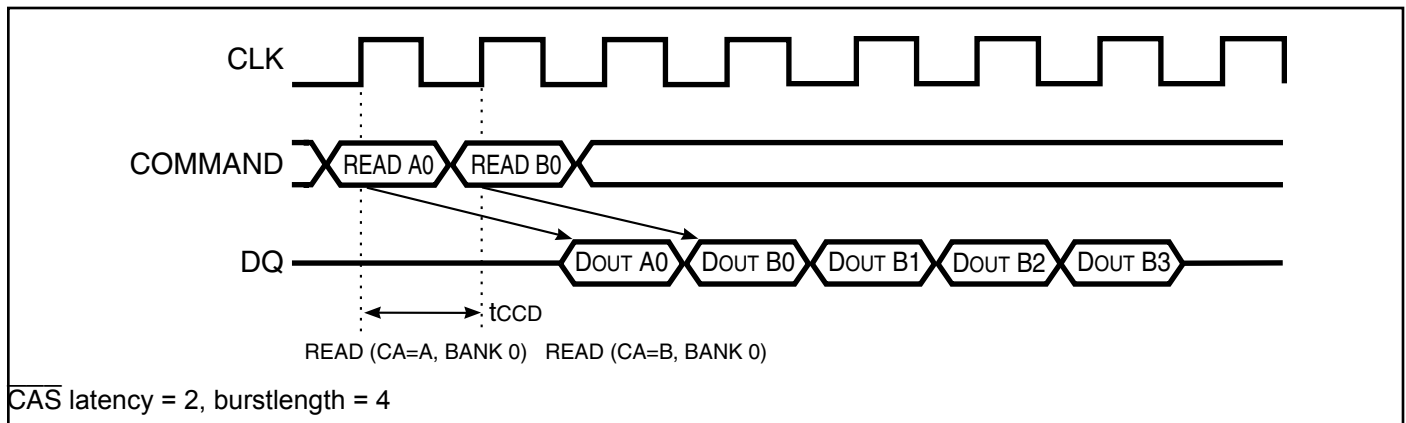 CLK
COMMAND READ A0 READ B0
DQ DOUT A0 DOUT B0 DOUT B1 DOUT B2 DOUT B3
tCCD
READ (CA=A, BANK 0) READ (CA=B, BANK 0)
C̅A̅S̅ latency = 2, burstlength = 4